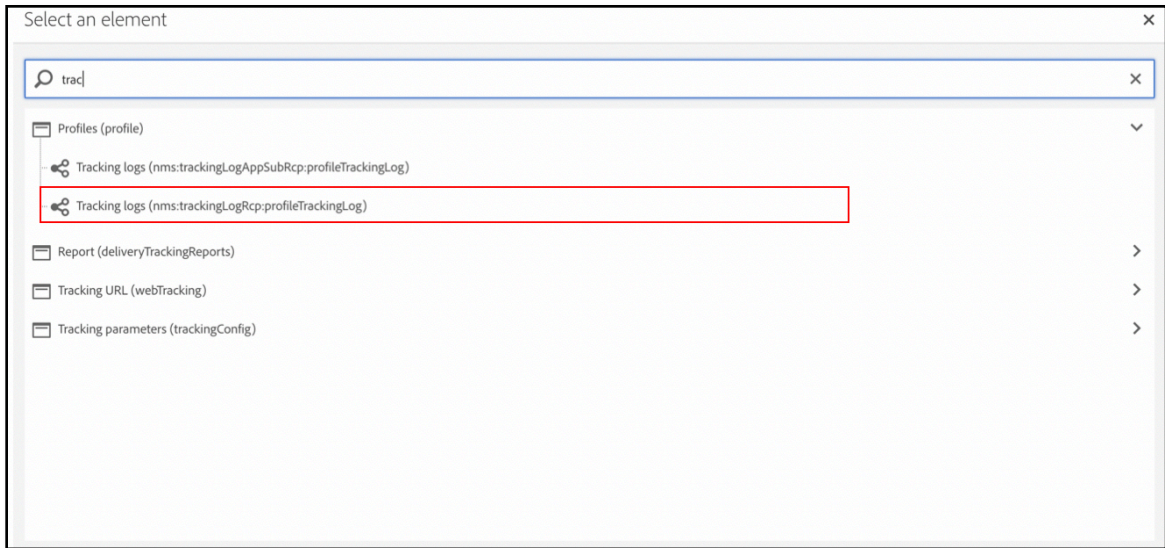 Select an element
trac
Profiles (profile)
Tracking logs (nms:trackingLogAppSubRcp:profileTrackingLog)
Tracking logs (nms:trackingLogRcp:profileTrackingLog)
Report (deliveryTrackingReports)
Tracking URL (webTracking)
Tracking parameters (trackingConfig)